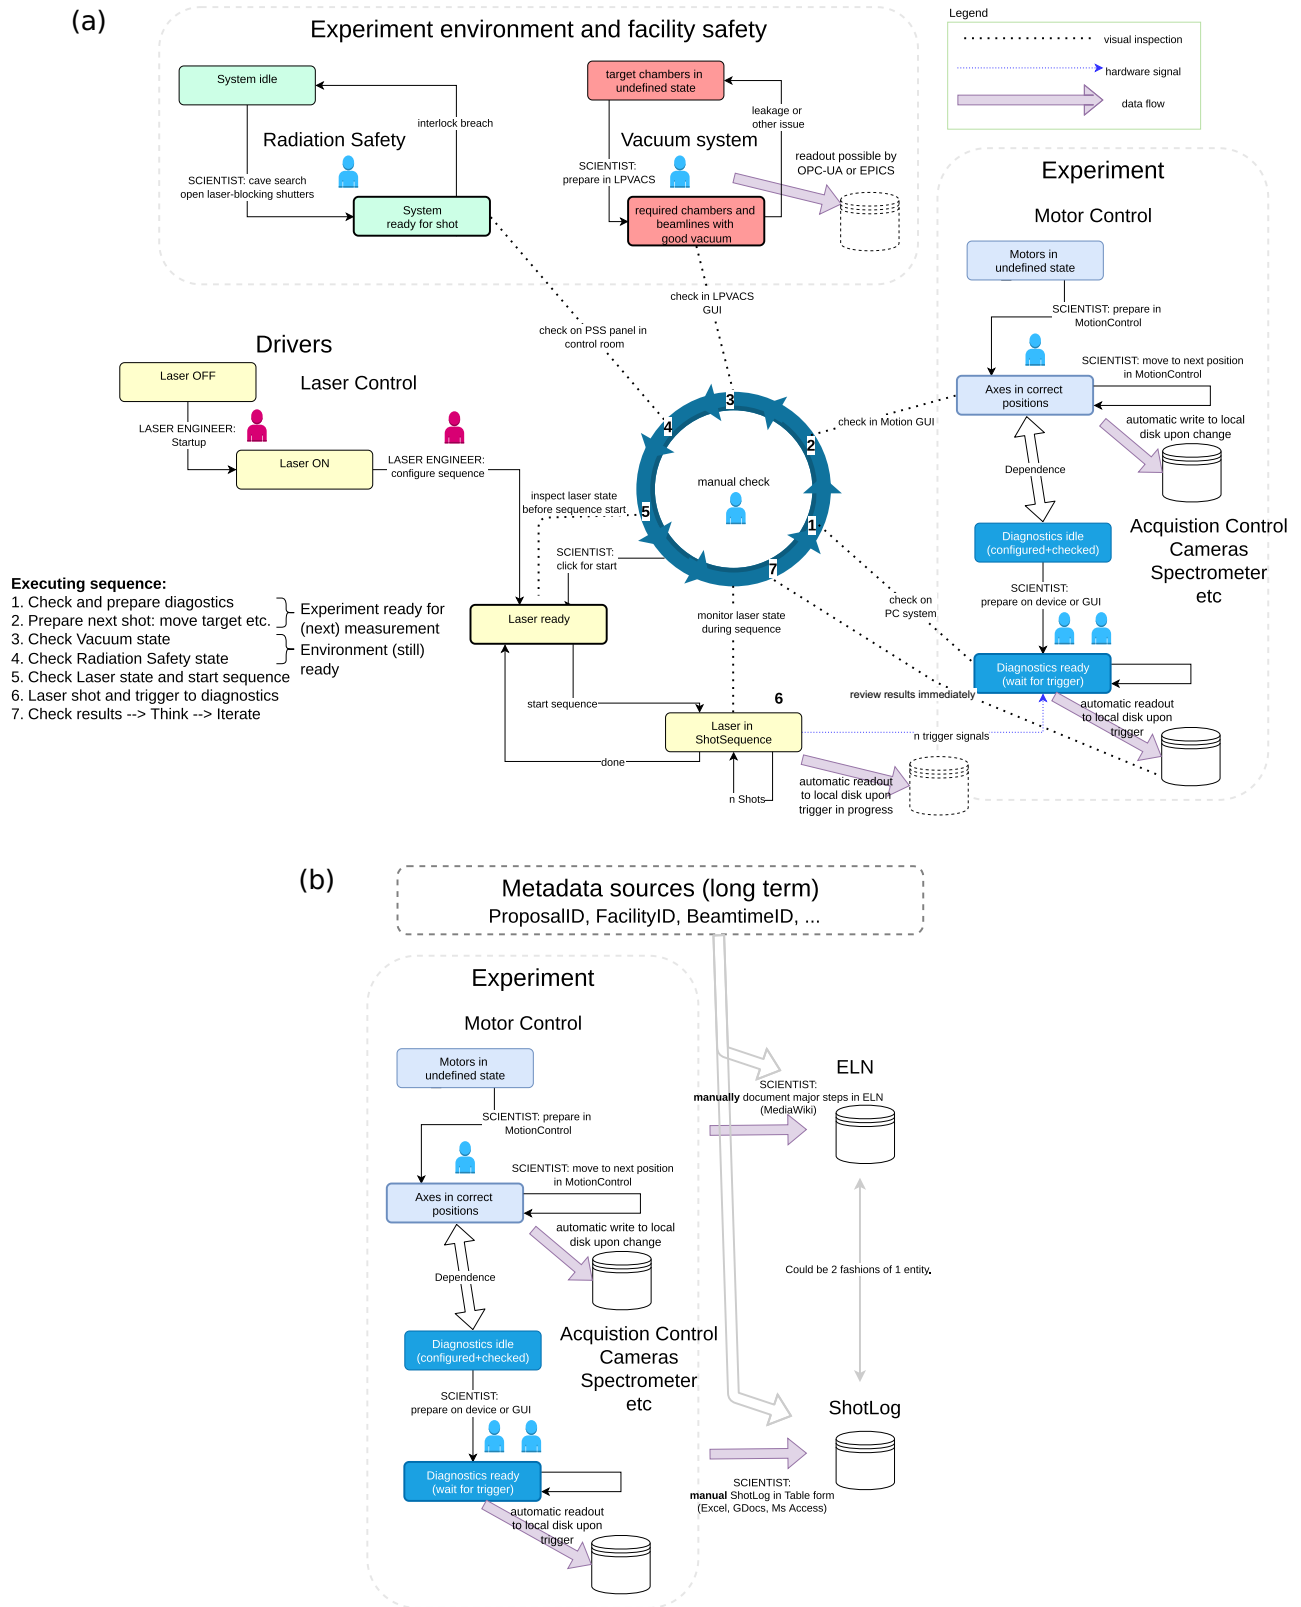 (a)
Experiment environment and facility safety
System idle
interlock breach
Radiation Safety
SCIENTIST: cave search
open laser-blocking shutters
System
ready for shot
target chambers in
undefined state
leakage or
other issue
Vacuum system
SCIENTIST:
prepare in LPVACS
readout possible by
OPC-UA or EPICS
required chambers and
beamlines with
good vacuum
Legend
visual inspection
hardware signal
data flow
check in LPVACS
GUI
check on PSS panel in
control room
Experiment
Motor Control
Motors in
undefined state
SCIENTIST: prepare in
MotionControl
SCIENTIST: move to next position
in MotionControl
Axes in correct
positions
automatic write to local
disk upon change
Dependence
Acquistion Control
Cameras
Spectrometer
etc
Diagnostics idle
(configured+checked)
SCIENTIST:
prepare on device or GUI
Diagnostics ready
(wait for trigger)
automatic readout
to local disk upon
trigger
Drivers
Laser Control
Laser OFF
LASER ENGINEER:
Startup
Laser ON
LASER ENGINEER:
configure sequence
inspect laser state
before sequence start
SCIENTIST:
click for start
manual check
1
2
3
4
5
7
check in Motion GUI
check on
PC system
monitor laser state
during sequence
review results immediately
Laser ready
start sequence
6
Laser in
ShotSequence
n trigger signals
done
n Shots
automatic readout
to local disk upon
trigger in progress
Executing sequence:
1. Check and prepare diagostics
2. Prepare next shot: move target etc.
3. Check Vacuum state
4. Check Radiation Safety state
5. Check Laser state and start sequence
6. Laser shot and trigger to diagnostics
7. Check results --> Think --> Iterate
Experiment ready for
(next) measurement
Environment (still)
ready
(b)
Metadata sources (long term)
ProposalID, FacilityID, BeamtimeID, ...
Experiment
Motor Control
Motors in
undefined state
SCIENTIST: prepare in
MotionControl
SCIENTIST: move to next position
in MotionControl
Axes in correct
positions
automatic write to local
disk upon change
Dependence
Acquistion Control
Cameras
Spectrometer
etc
Diagnostics idle
(configured+checked)
SCIENTIST:
prepare on device or GUI
Diagnostics ready
(wait for trigger)
automatic readout
to local disk upon
trigger
ELN
SCIENTIST:
manually document major steps in ELN
(MediaWiki)
Could be 2 fashions of 1 entity.
ShotLog
SCIENTIST:
manual ShotLog in Table form
(Excel, GDocs, Ms Access)